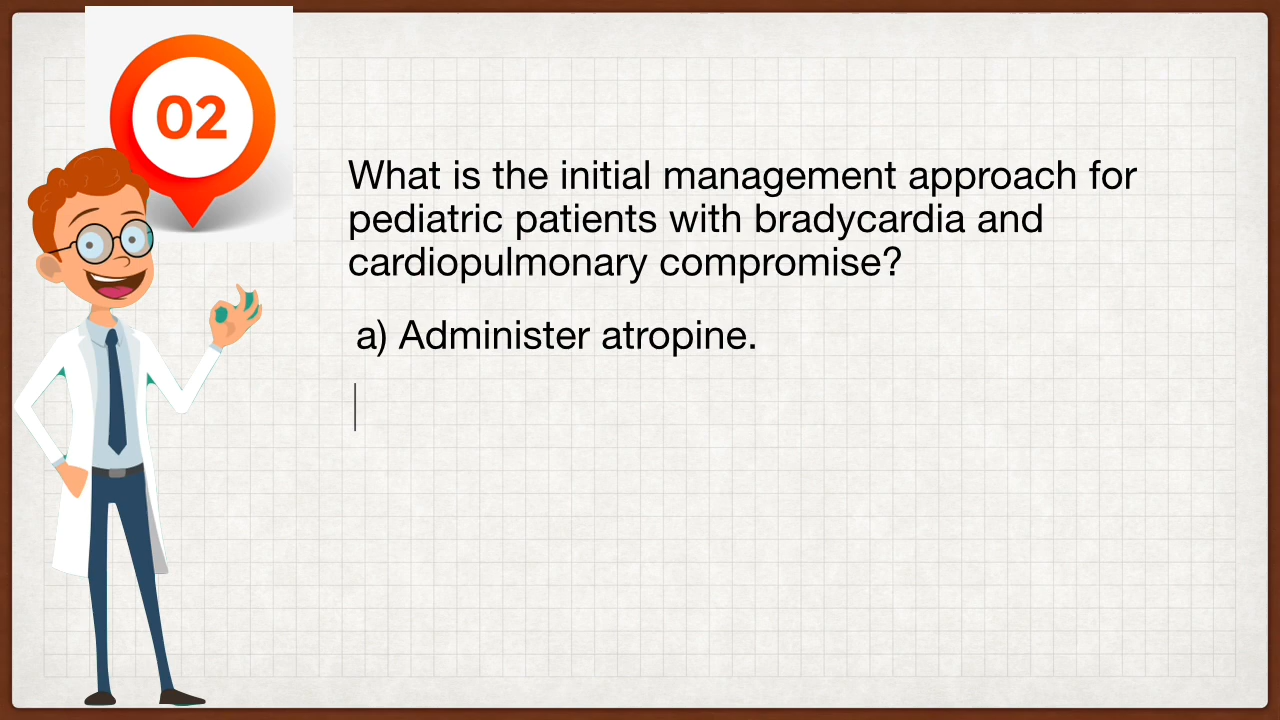 02
What is the initial management approach for
pediatric patients with bradycardia and
cardiopulmonary compromise?
a) Administer atropine.